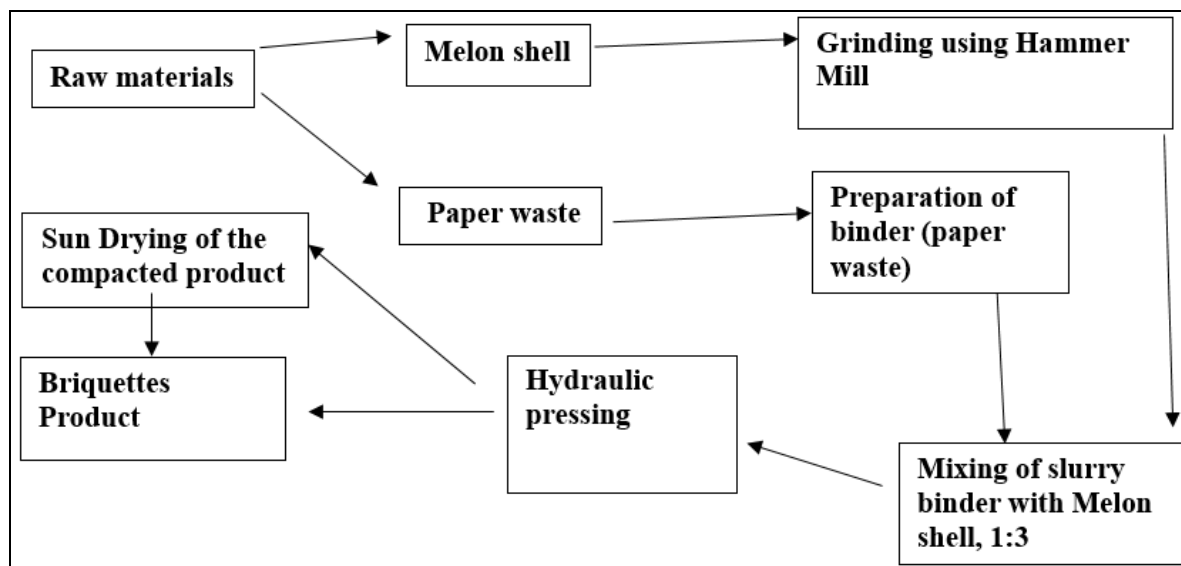 Raw materials
Melon shell
Grinding using Hammer
Mill
Paper waste
Preparation of
binder (paper
waste)
Sun Drying of the
compacted product
Briquettes
Product
Hydraulic
pressing
Mixing of slurry
binder with Melon
shell, 1:3